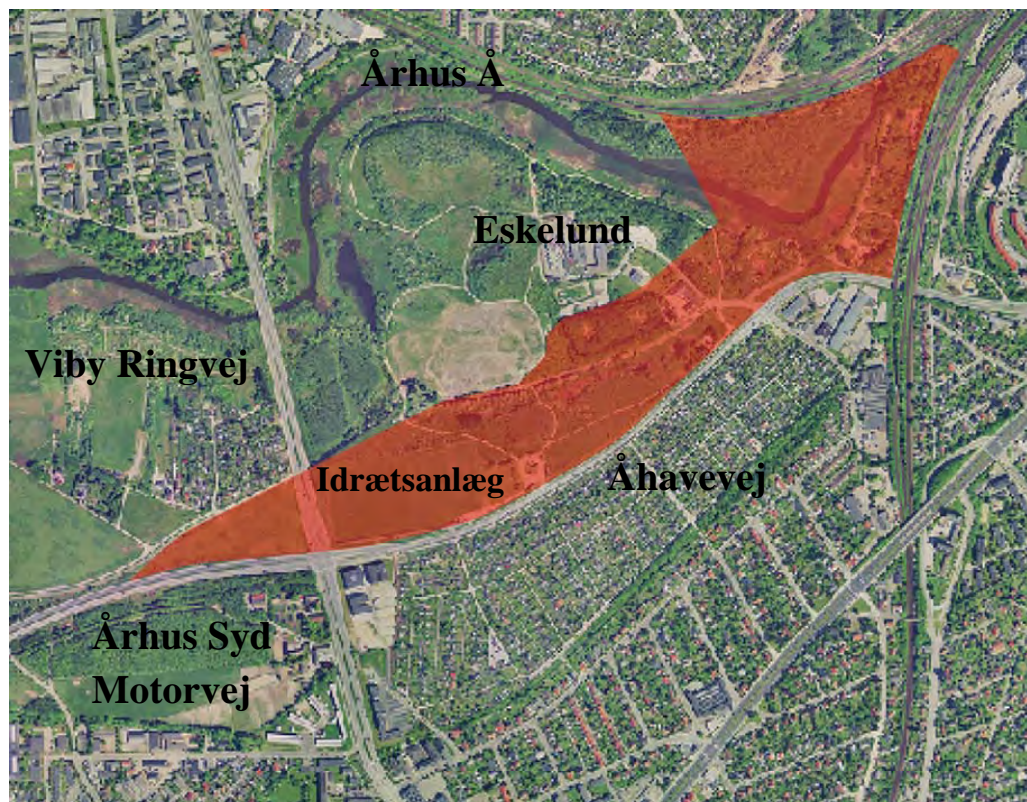 Århus Å
Eskelund
Viby Ringvej
Idrætsanlæg
Åhavevej
Århus Syd
Motorvej